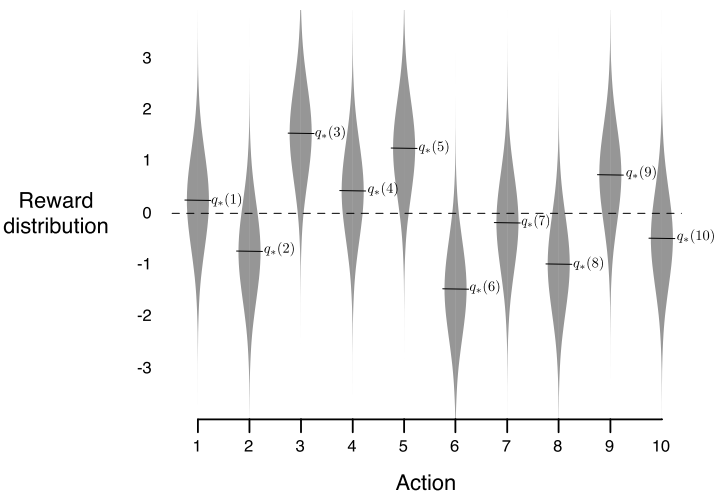 3
2
1
0
-1
-2
-3
Reward
distribution
q*(1)
q*(2)
q*(3)
q*(4)
q*(5)
q*(6)
q*(7)
q*(8)
q*(9)
q*(10)
1 2 3 4 5 6 7 8 9 10
Action